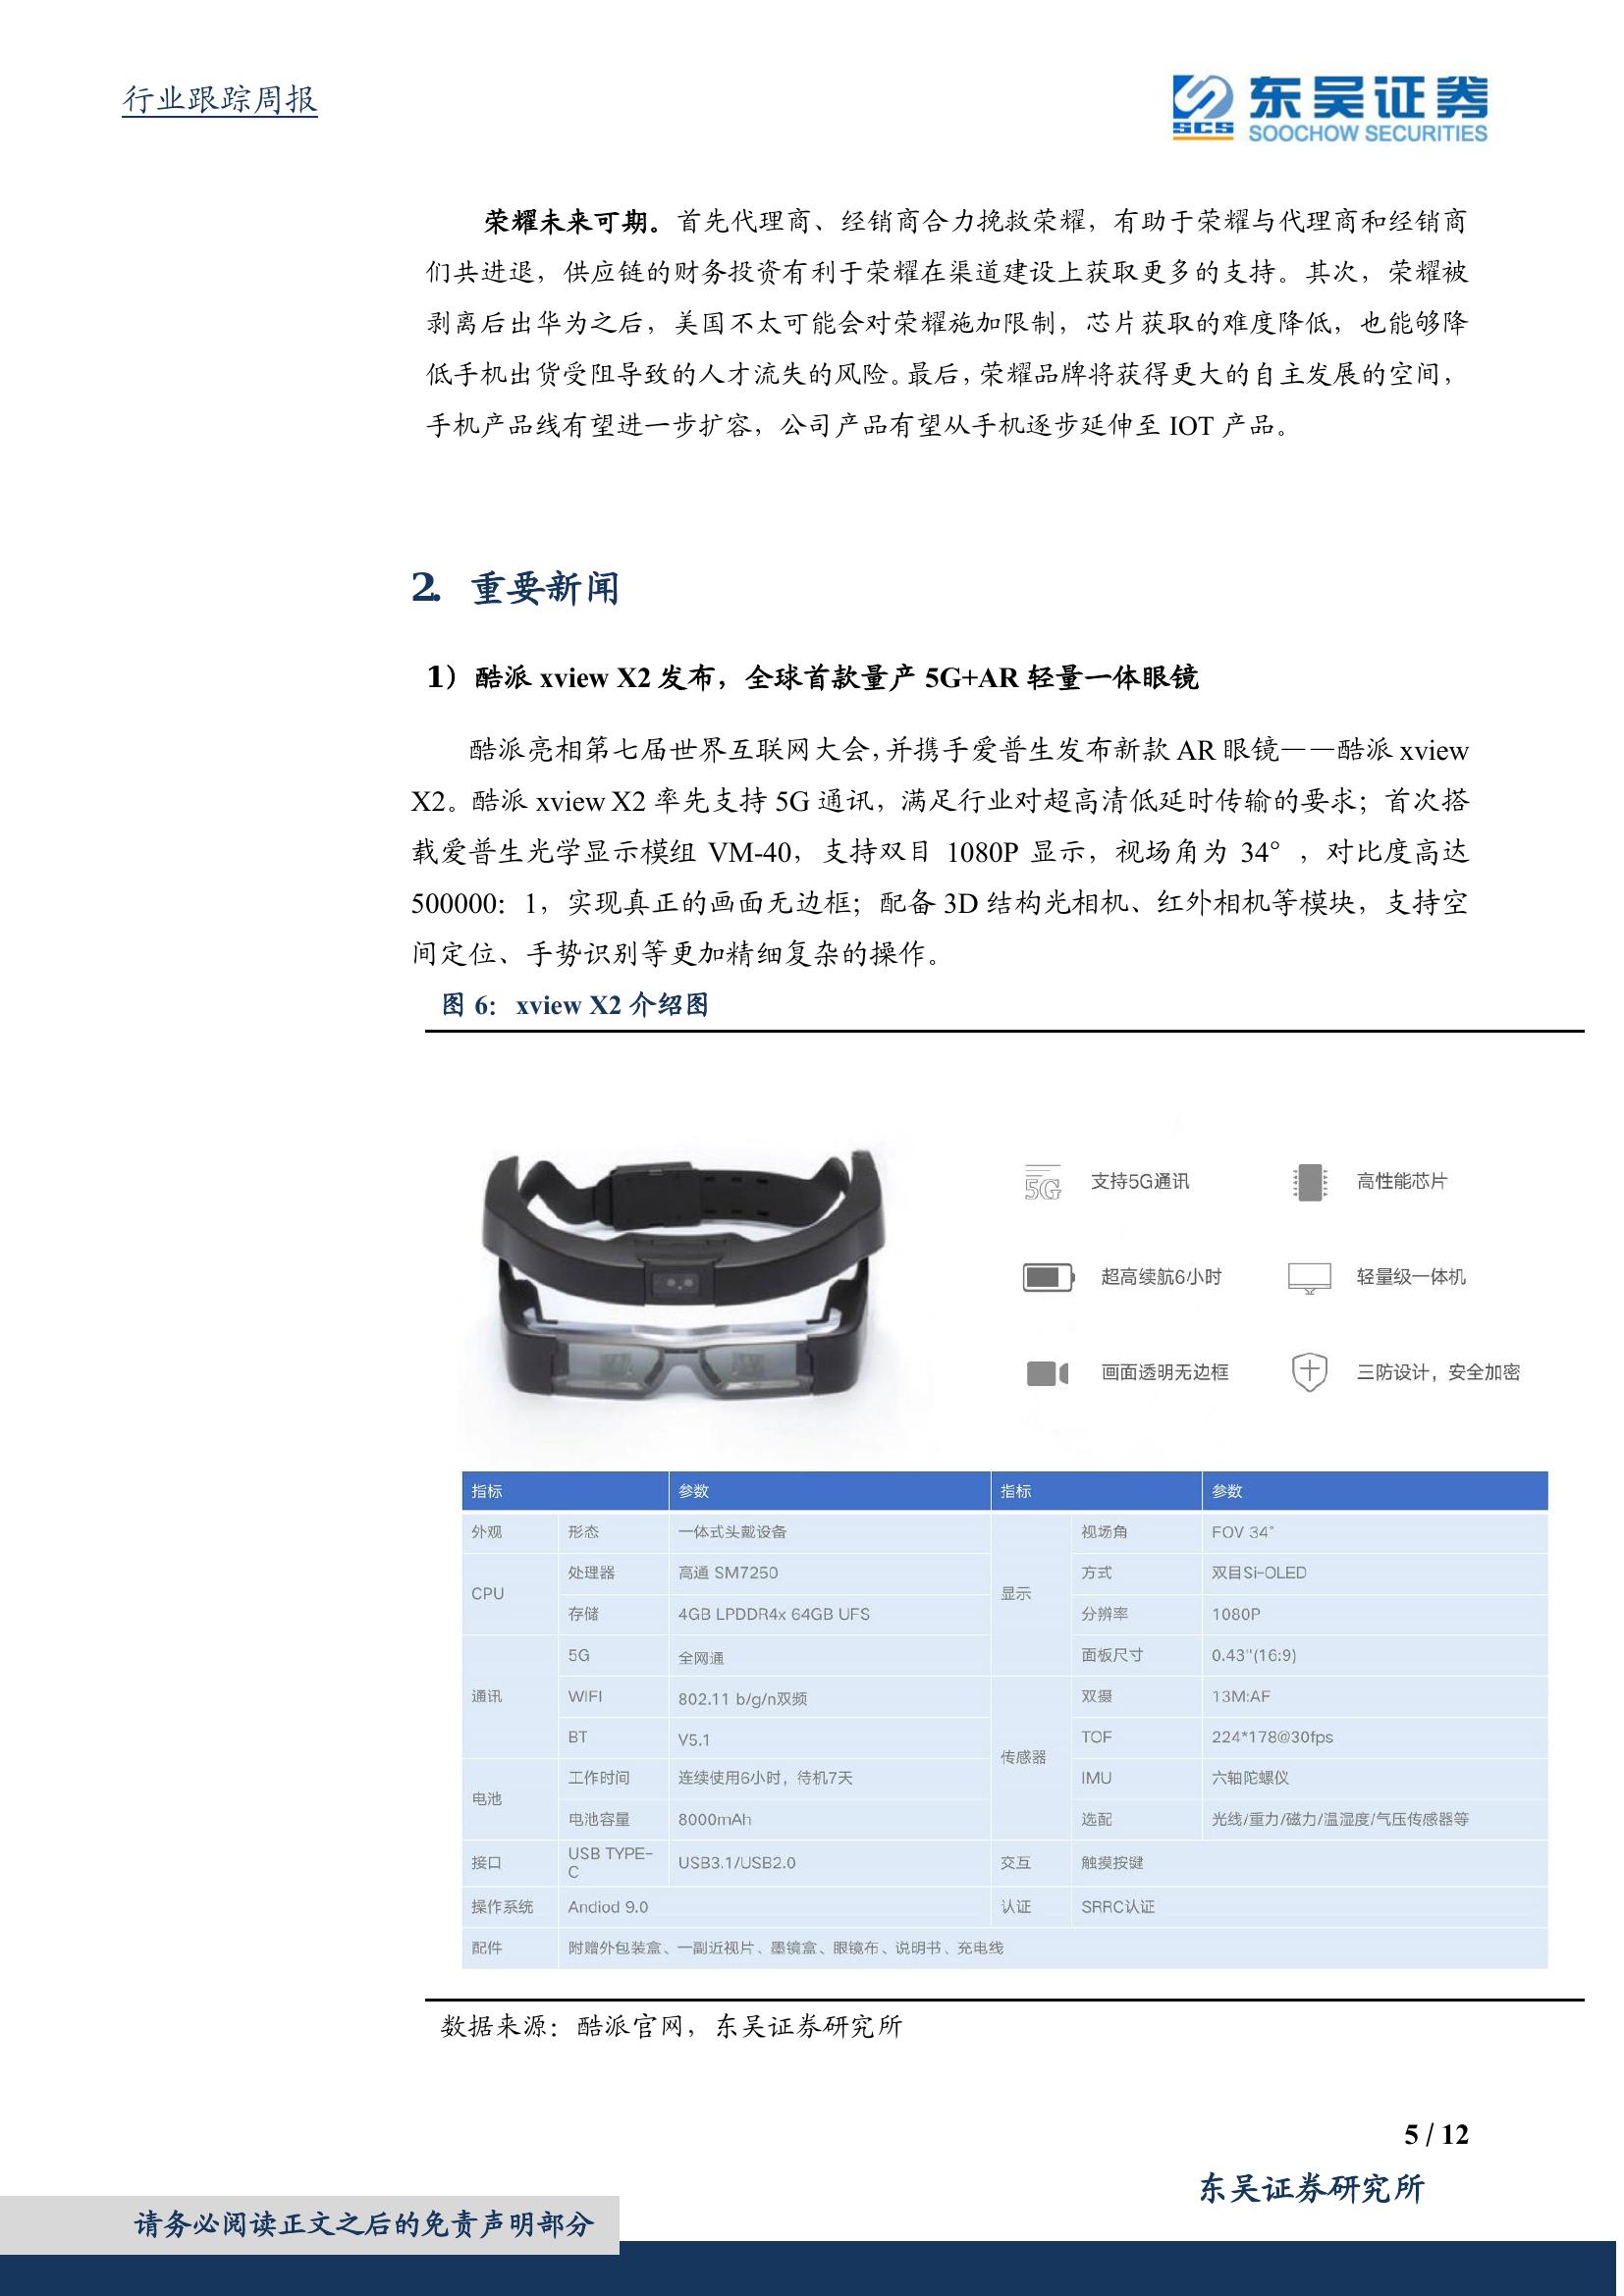 行业跟踪周报
SCS 东吴证券
SOOCHOW SECURITIES
荣耀未来可期。首先代理商、经销商合力挽救荣耀，有助于荣耀与代理商和经销商
们共进退，供应链的财务投资有利于荣耀在渠道建设上获取更多的支持。其次，荣耀被
剥离后出华为之后，美国不太可能会对荣耀施加限制，芯片获取的难度降低，也能够降
低手机出货受阻导致的人才流失的风险。最后，荣耀品牌将获得更大的自主发展的空间，
手机产品线有望进一步扩容，公司产品有望从手机逐步延伸至 IOT 产品。
2. 重要新闻
1）酷派 xview X2 发布，全球首款量产 5G+AR 轻量一体眼镜
酷派亮相第七届世界互联网大会，并携手爱普生发布新款 AR 眼镜——酷派 xview
X2。酷派 xview X2 率先支持 5G 通讯，满足行业对超高清低延时传输的要求；首次搭
载爱普生光学显示模组 VM-40，支持双目 1080P 显示，视场角为 34°，对比度高达
500000：1，实现真正的画面无边框；配备 3D 结构光相机、红外相机等模块，支持空
间定位、手势识别等更加精细复杂的操作。
图 6： xview X2 介绍图
5G 支持5G通讯 高性能芯片
超高续航6小时 轻量级一体机
画面透明无边框 三防设计，安全加密
指标 参数 指标 参数
外观 形态 一体式头戴设备 显示 视场角 FOV 34°
CPU 处理器 高通 SM7250 方式 双目Si-OLED
存储 4GB LPDDR4x 64GB UFS 分辨率 1080P
通讯 5G 全网通 面板尺寸 0.43"(16:9)
WIFI 802.11 b/g/n双频 传感器 双摄 13M:AF
BT V5.1 TOF 224*178@30fps
电池 工作时间 连续使用6小时，待机7天 IMU 六轴陀螺仪
电池容量 8000mAh 选配 光线/重力/磁力/温湿度/气压传感器等
接口 USB TYPE-
C USB3.1/USB2.0 交互 触摸按键
操作系统 Andiod 9.0 认证 SRRC认证
配件 附赠外包装盒、一副近视片、墨镜盒、眼镜布、说明书、充电线
数据来源：酷派官网，东吴证券研究所
5 / 12
东吴证券研究所
请务必阅读正文之后的免责声明部分